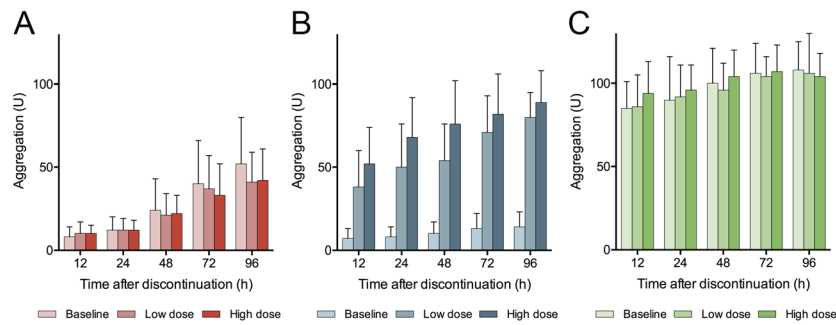 A
Aggregation (U)
100
50
0
12 24 48 72 96
Time after discontinuation (h)
Baseline Low dose High dose
B
Aggregation (U)
100
50
0
12 24 48 72 96
Time after discontinuation (h)
Baseline Low dose High dose
C
Aggregation (U)
100
50
0
12 24 48 72 96
Time after discontinuation (h)
Baseline Low dose High dose